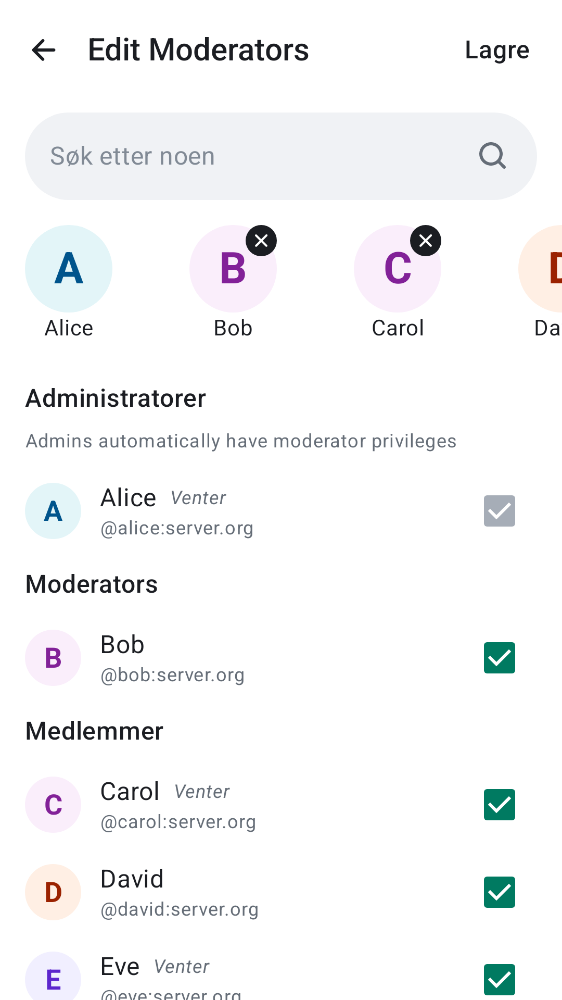 Edit Moderators
Lagre
Søk etter noen
A
B
C
D
Alice
Bob
Carol
Da
Administratorer
Admins automatically have moderator privileges
A
Alice Venter
@alice:server.org
Moderators
B
Bob
@bob:server.org
Medlemmer
C
Carol Venter
@carol:server.org
D
David
@david:server.org
E
Eve Venter
@eve:server.org